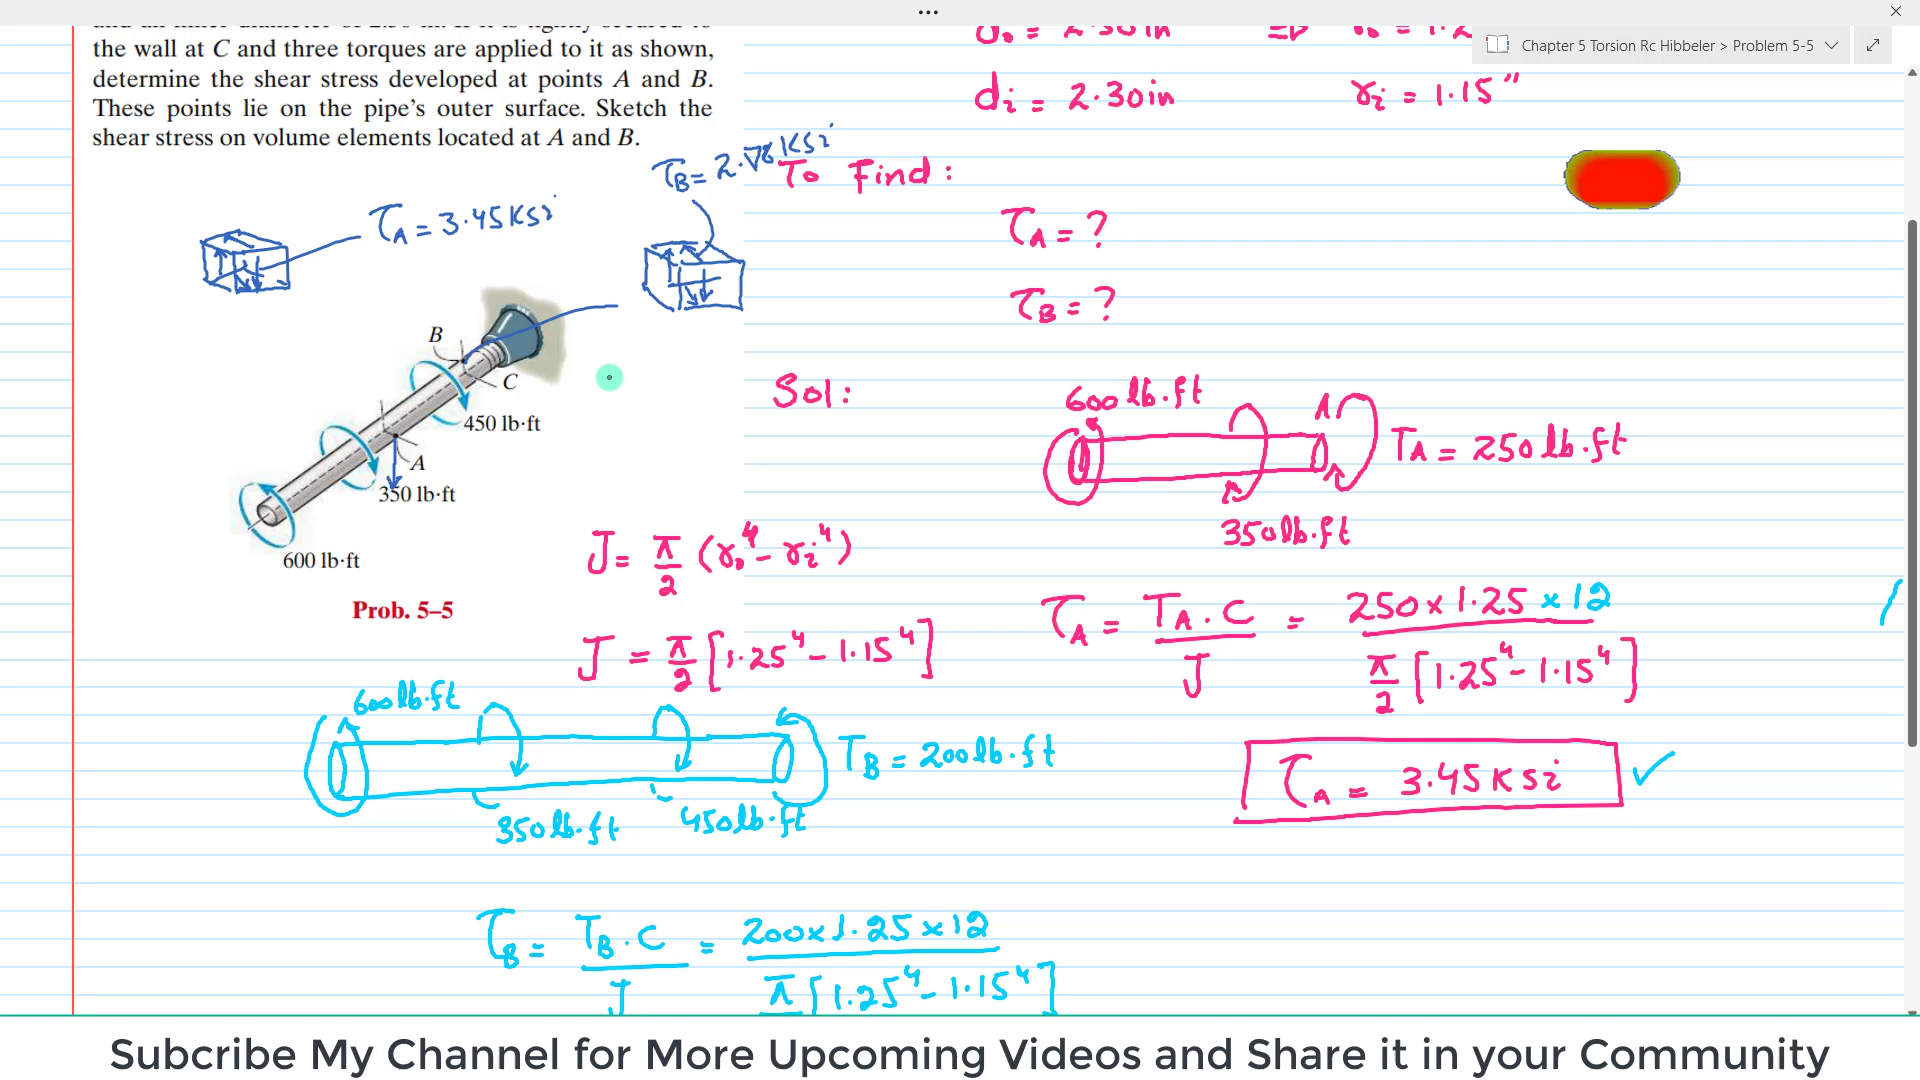 the wall at C and three torques are applied to it as shown,
determine the shear stress developed at points A and B.
These points lie on the pipe's outer surface. Sketch the
shear stress on volume elements located at A and B.
Chapter 5 Torsion Rc Hibbeler > Problem 5-5
di = 2.30in ri = 1.15"
To Find :
τA = ?
τB = ?
τA = 3.45 Ksi
B
C
450 lb·ft
A
350 lb·ft
600 lb·ft
Prob. 5–5
Sol:
600 lb.ft
A
TA = 250 lb.ft
350 lb.ft
J = π/2 (ro⁴ - ri⁴)
J = π/2 [1.25⁴ - 1.15⁴]
τA = TA . C / J = 250 x 1.25 x 12 / π/2 [1.25⁴ - 1.15⁴]
τA = 3.45 Ksi
600 lb.ft
350 lb.ft
450 lb.ft
TB = 200 lb.ft
τB = TB . C / J = 200 x 1.25 x 12 / π [1.25⁴ - 1.15⁴]
Subcribe My Channel for More Upcoming Videos and Share it in your Community